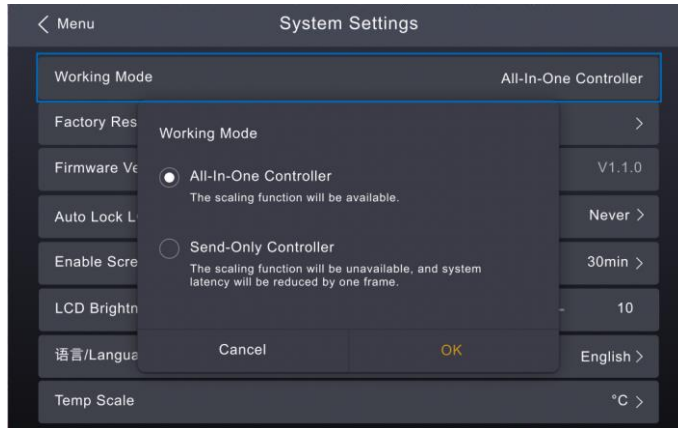 Menu
System Settings
Working Mode
All-In-One Controller
Factory Res
Firmware Ve
V1.1.0
Auto Lock L
Never
Enable Scre
30min
LCD Brightn
10
语言/Langua
English
Temp Scale
°C
Working Mode
All-In-One Controller
The scaling function will be available.
Send-Only Controller
The scaling function will be unavailable, and system
latency will be reduced by one frame.
Cancel
OK